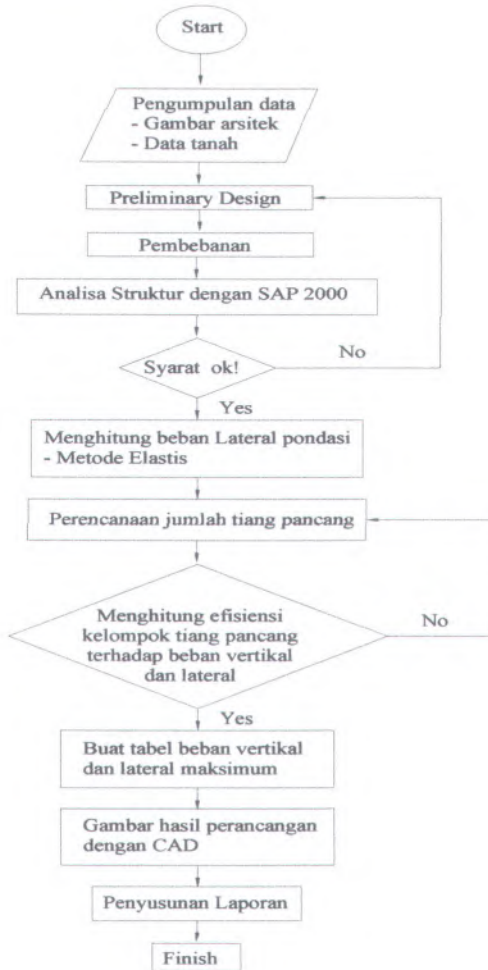 Start
Pengumpulan data
- Gambar arsitek
- Data tanah
Preliminary Design
Pembebanan
Analisa Struktur dengan SAP 2000
Syarat ok!
No
Yes
Menghitung beban Lateral pondasi
- Metode Elastis
Perencanaan jumlah tiang pancang
Menghitung efisiensi
kelompok tiang pancang
terhadap beban vertikal
dan lateral
No
Yes
Buat tabel beban vertikal
dan lateral maksimum
Gambar hasil perancangan
dengan CAD
Penyusunan Laporan
Finish